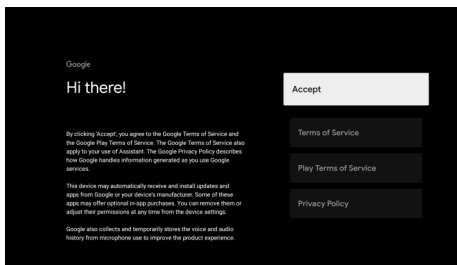 Google
Hi there!
By clicking 'Accept', you agree to the Google Terms of Service and
the Google Play Terms of Service. The Google Terms of Service also
apply to your use of Assistant. The Google Privacy Policy describes
how Google handles information generated as you use Google
services.
This device may automatically receive and install updates and
apps from Google or your device's manufacturer. Some of these
apps may offer optional in-app purchases. You can remove them or
adjust their permissions at any time from the device settings.
Google also collects and temporarily stores the voice and audio
history from microphone use to improve the product experience.
Accept
Terms of Service
Play Terms of Service
Privacy Policy